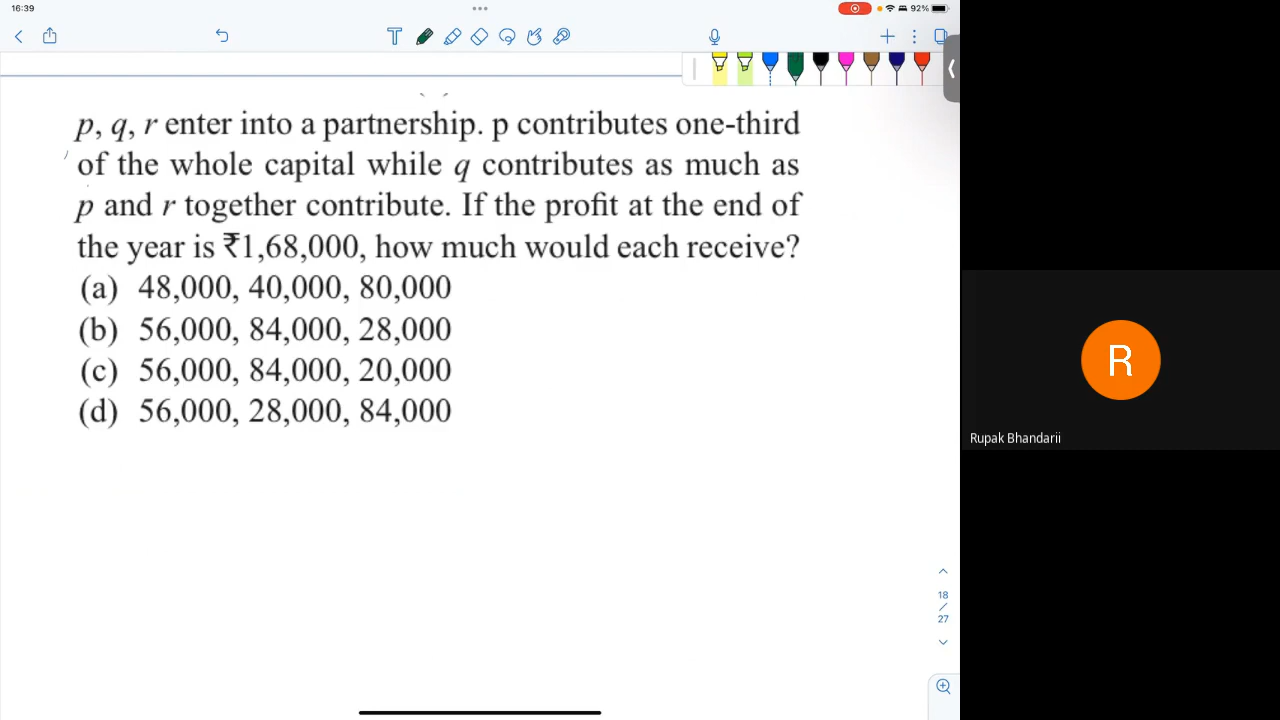 16:39
92%
T
p, q, r enter into a partnership. p contributes one-third
of the whole capital while q contributes as much as
p and r together contribute. If the profit at the end of
the year is ₹1,68,000, how much would each receive?
(a) 48,000, 40,000, 80,000
(b) 56,000, 84,000, 28,000
(c) 56,000, 84,000, 20,000
(d) 56,000, 28,000, 84,000
R
Rupak Bhandarii
18
/
27